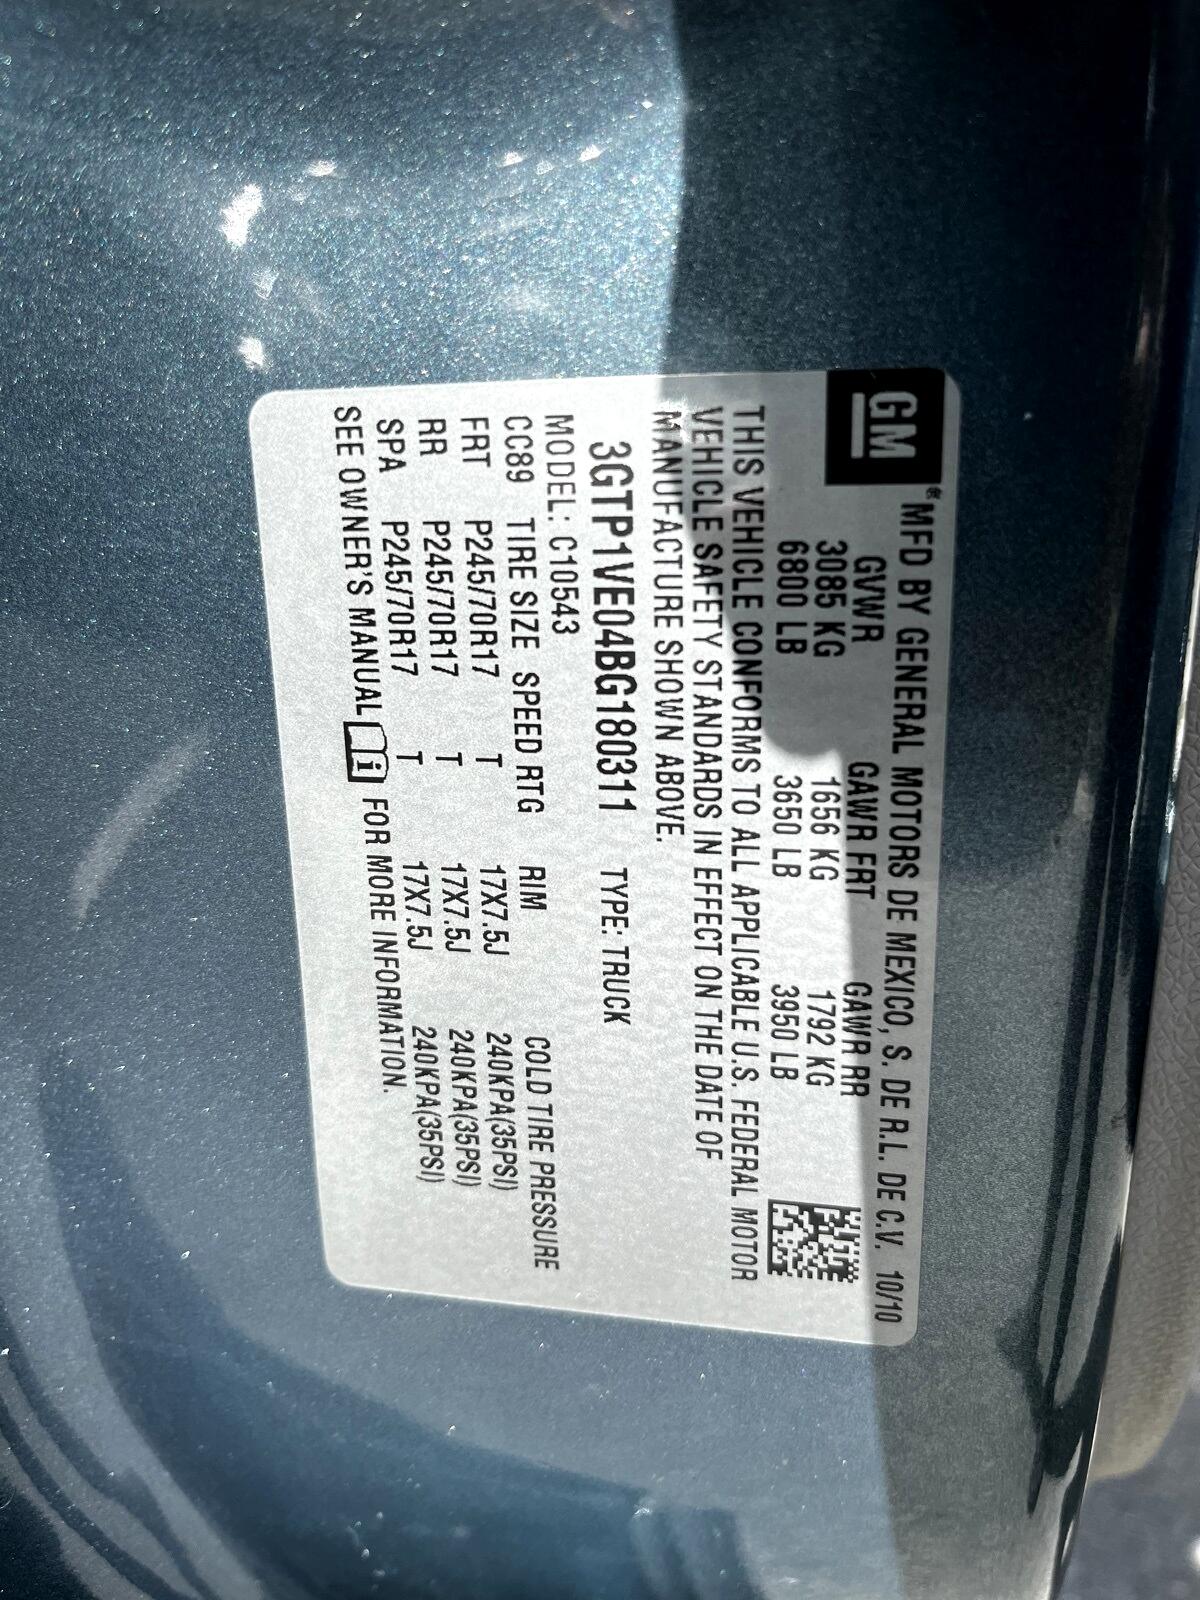 GM® MFD BY GENERAL MOTORS DE MEXICO, S. DE R.L. DE C.V. 10/10
GVWR GAWR FRT GAWR RR
3085 KG 1656 KG 1792 KG
6800 LB 3650 LB 3950 LB
THIS VEHICLE CONFORMS TO ALL APPLICABLE U.S. FEDERAL MOTOR
VEHICLE SAFETY STANDARDS IN EFFECT ON THE DATE OF
MANUFACTURE SHOWN ABOVE.
3GTP1VE04BG180311 TYPE: TRUCK
MODEL: C10543
CC89 TIRE SIZE SPEED RTG RIM COLD TIRE PRESSURE
FRT P245/70R17 T 17X7.5J 240KPA(35PSI)
RR P245/70R17 T 17X7.5J 240KPA(35PSI)
SPA P245/70R17 T 17X7.5J 240KPA(35PSI)
SEE OWNER'S MANUAL i FOR MORE INFORMATION.